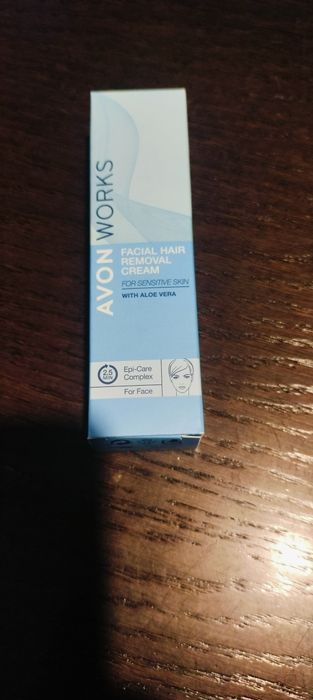 AVON WORKS
FACIAL HAIR
REMOVAL
CREAM
FOR SENSITIVE SKIN
WITH ALOE VERA
2.5
MIN
Epi-Care
Complex
For Face